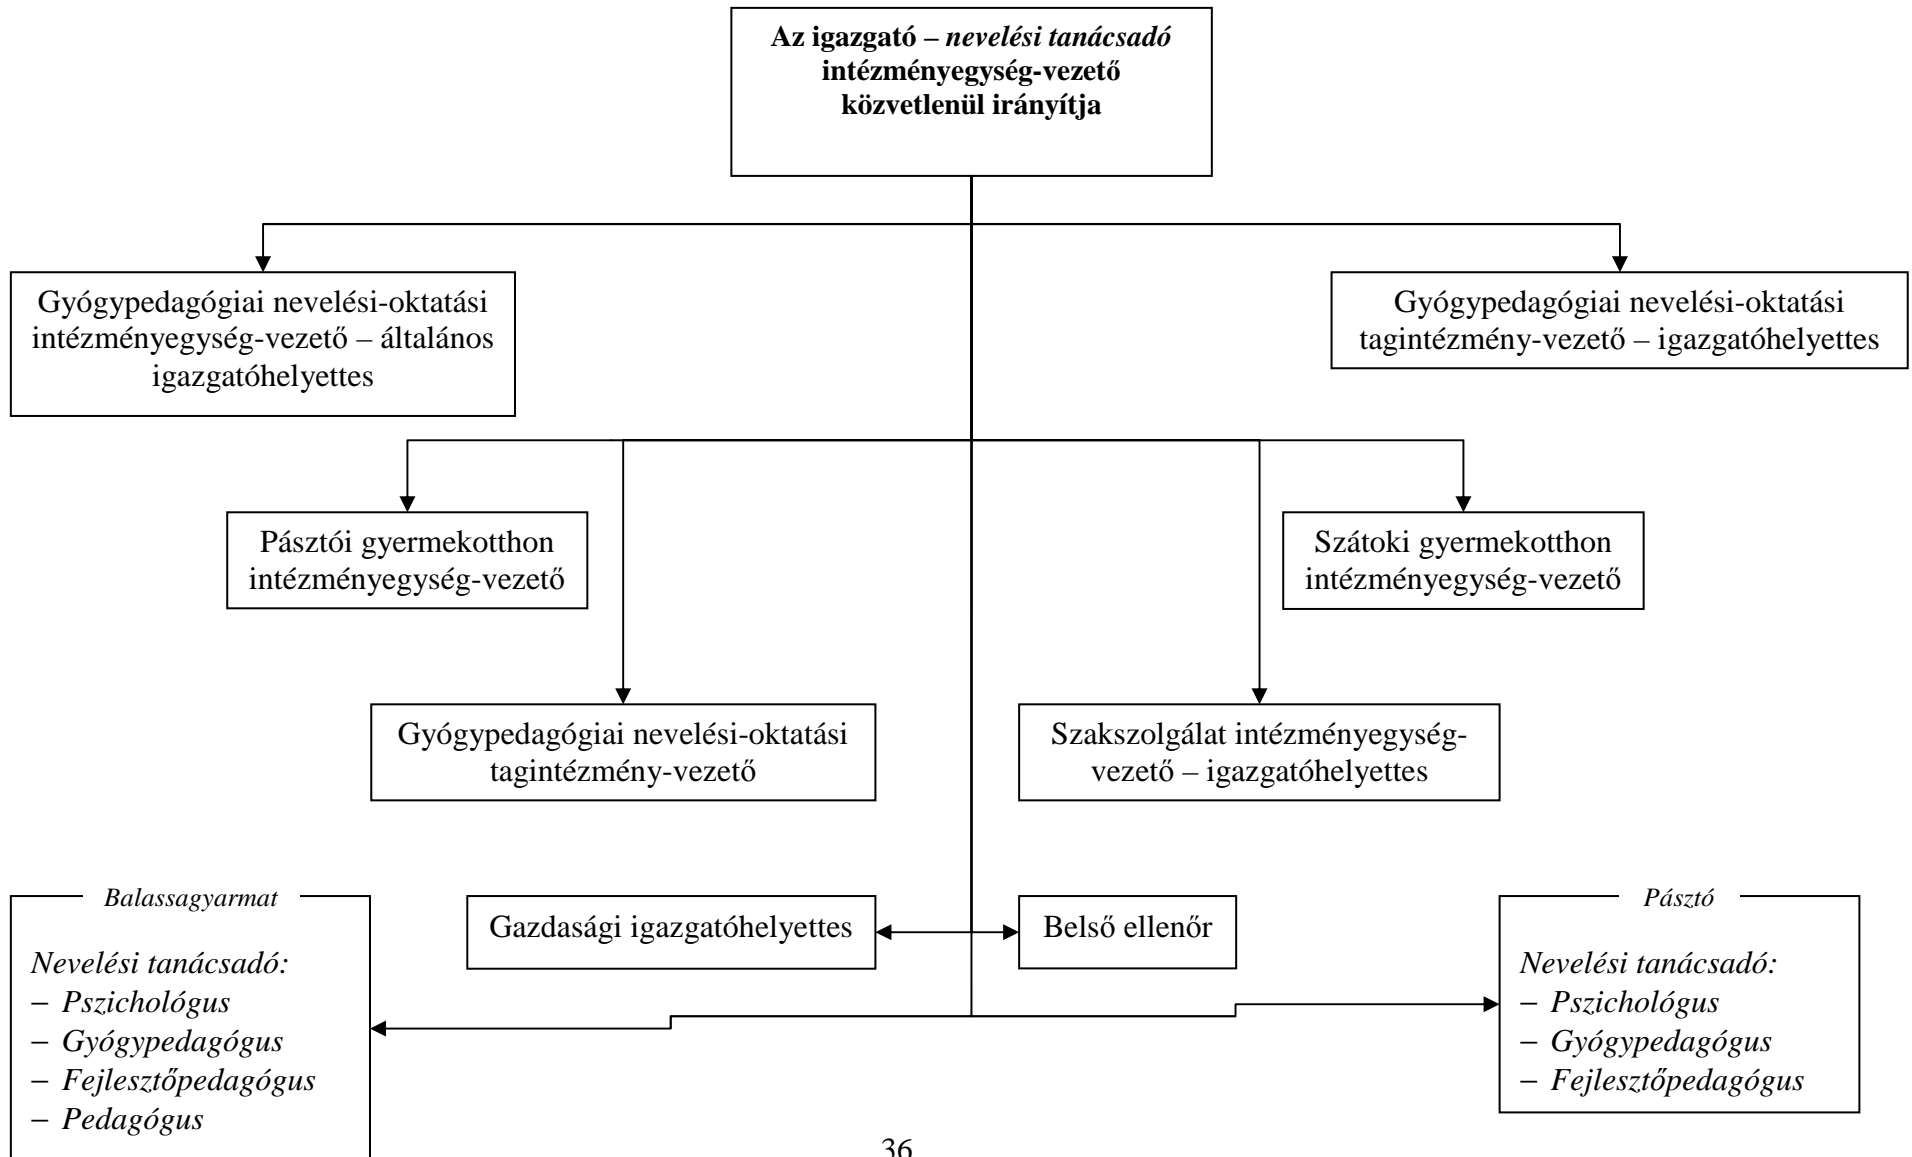 Az igazgató – nevelési tanácsadó
intézményegység-vezető
közvetlenül irányítja
Gyógypedagógiai nevelési-oktatási
intézményegység-vezető – általános
igazgatóhelyettes
Gyógypedagógiai nevelési-oktatási
tagintézmény-vezető – igazgatóhelyettes
Pásztói gyermekotthon
intézményegység-vezető
Szátoki gyermekotthon
intézményegység-vezető
Gyógypedagógiai nevelési-oktatási
tagintézmény-vezető
Szakszolgálat intézményegység-
vezető – igazgatóhelyettes
Gazdasági igazgatóhelyettes
Belső ellenőr
Balassagyarmat
Nevelési tanácsadó:
– Pszichológus
– Gyógypedagógus
– Fejlesztőpedagógus
– Pedagógus
Pásztó
Nevelési tanácsadó:
– Pszichológus
– Gyógypedagógus
– Fejlesztőpedagógus
36